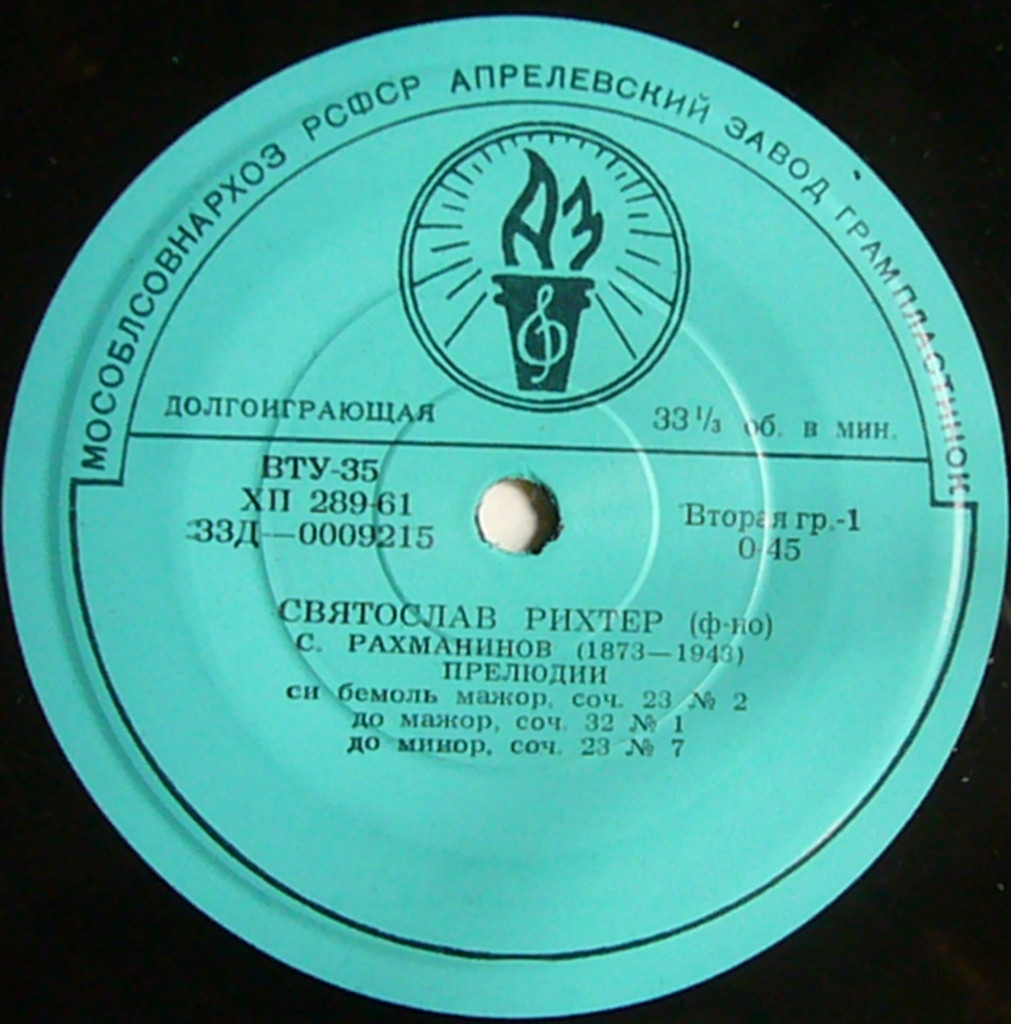 МОСОБЛСОВНАРХОЗ РСФСР АПРЕЛЕВСКИЙ ЗАВОД ГРАМПЛАСТИНОК
АЗ
ДОЛГОИГРАЮЩАЯ 33 1/3 об. в мин.
ВТУ-35
ХП 289-61
33Д—0009215
Вторая гр.-1
0-45
СВЯТОСЛАВ РИХТЕР (ф-но)
С. РАХМАНИНОВ (1873—1943)
ПРЕЛЮДИИ
си бемоль мажор, соч. 23 № 2
до мажор, соч. 32 № 1
до минор, соч. 23 № 7